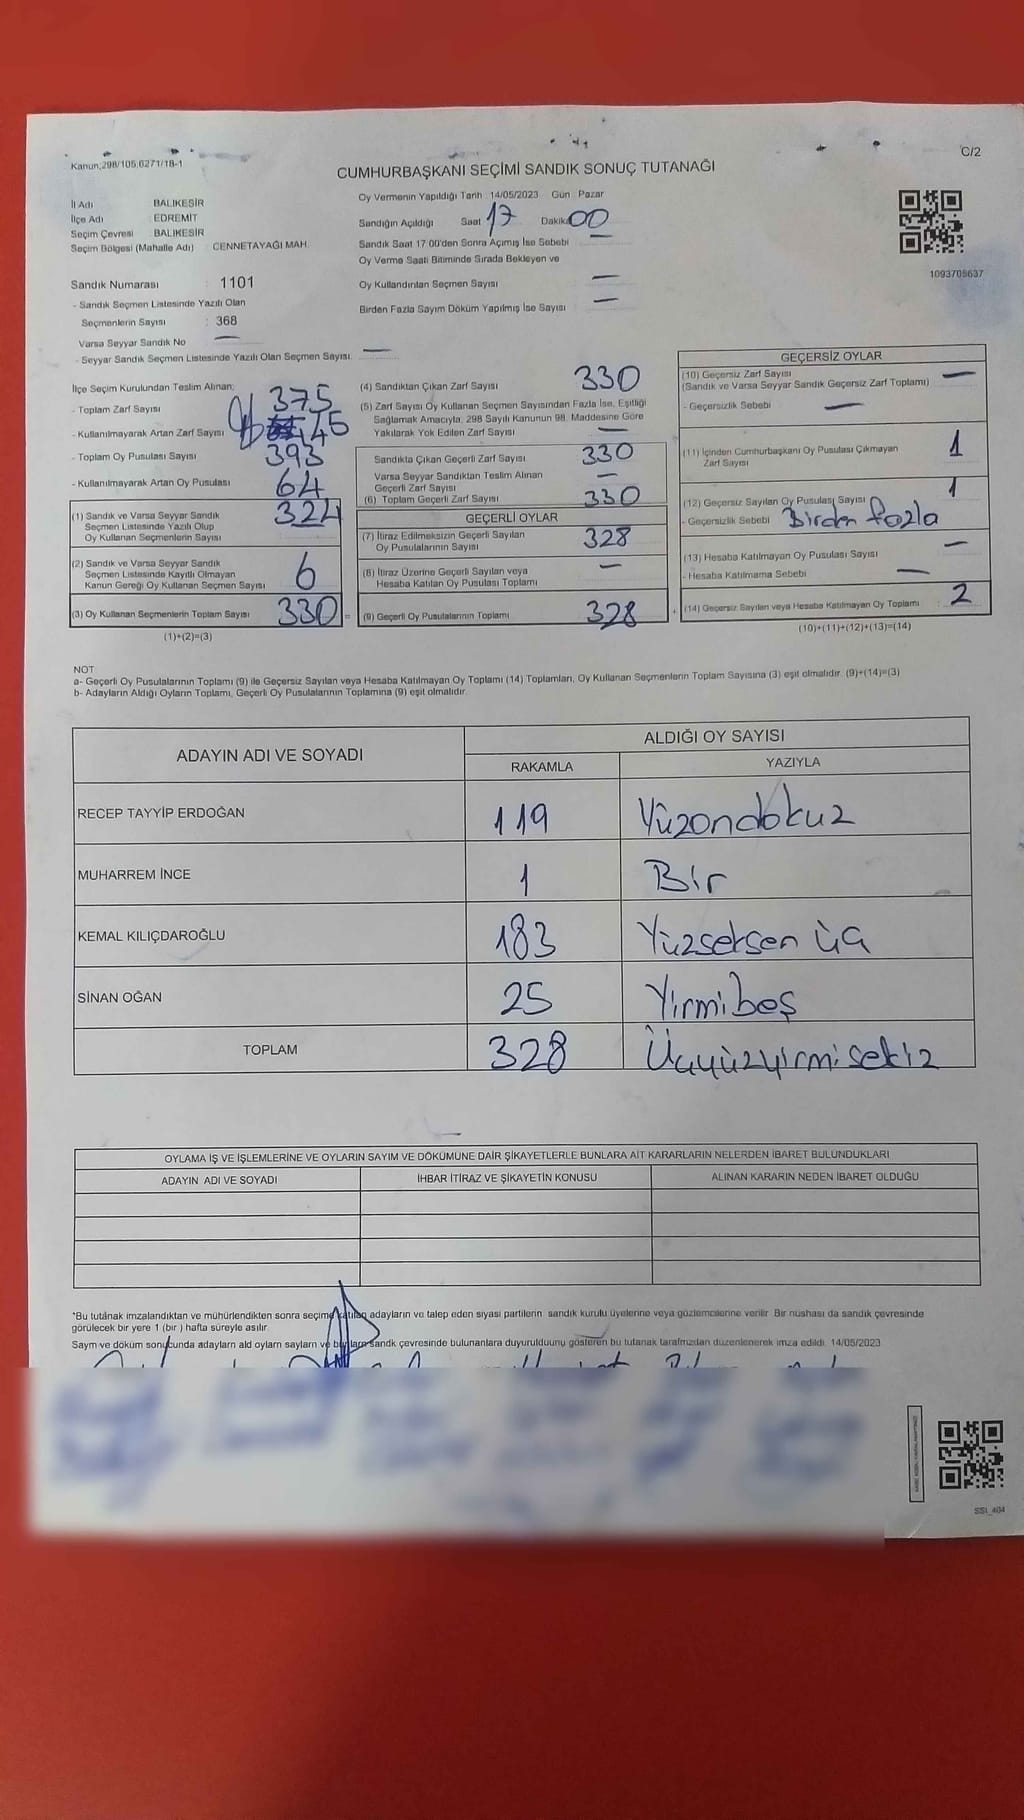 Kanun;298/105,6271/18-1
C/2
CUMHURBAŞKANI SEÇİMİ SANDIK SONUÇ TUTANAĞI
İl Adı BALIKESİR
İlçe Adı : EDREMIT
Seçim Çevresi : BALIKESİR
Seçim Bölgesi (Mahalle Adı) : CENNETAYAĞI MAH.
Sandık Numarası : 1101
- Sandık Seçmen Listesinde Yazılı Olan
Seçmenlerin Sayısı : 368
Varsa Seyyar Sandık No —
- Seyyar Sandık Seçmen Listesinde Yazılı Olan Seçmen Sayısı. —
Oy Vermenin Yapıldığı Tarih : 14/05/2023 Gün : Pazar
Sandığın Açıldığı Saat 17 Dakika 00
Sandık Saat 17:00'den Sonra Açımış İse Sebebi —
Oy Verme Saati Bitiminde Sırada Bekleyen ve
Oy Kullandırılan Seçmen Sayısı —
Birden Fazla Sayım Döküm Yapılmış İse Sayısı —
1093705637
İlçe Seçim Kurulundan Teslim Alınan;
- Toplam Zarf Sayısı 375
- Kullanılmayarak Artan Zarf Sayısı 45
- Toplam Oy Pusulası Sayısı 393
- Kullanılmayarak Artan Oy Pusulası 64
(1) Sandık ve Varsa Seyyar Sandık
Seçmen Listesinde Yazılı Olup
Oy Kullanan Seçmenlerin Sayısı 324
(2) Sandık ve Varsa Seyyar Sandık
Seçmen Listesinde Kayıtlı Olmayan
Kanun Gereği Oy Kullanan Seçmen Sayısı 6
(3) Oy Kullanan Seçmenlerin Toplam Sayısı 330
(1)+(2)=(3)
(4) Sandıktan Çıkan Zarf Sayısı 330
(5) Zarf Sayısı Oy Kullanan Seçmen Sayısından Fazla İse, Eşitliği
Sağlamak Amacıyla, 298 Sayılı Kanunun 98. Maddesine Göre
Yakılarak Yok Edilen Zarf Sayısı —
Sandıkta Çıkan Geçerli Zarf Sayısı 330
Varsa Seyyar Sandıktan Teslim Alınan
Geçerli Zarf Sayısı —
(6) Toplam Geçerli Zarf Sayısı 330
GEÇERLİ OYLAR
(7) İtiraz Edilmeksizin Geçerli Sayılan
Oy Pusulalarının Sayısı 328
(8) İtiraz Üzerine Geçerli Sayılan veya
Hesaba Katılan Oy Pusulası Toplamı —
= (9) Geçerli Oy Pusulalarının Toplamı 328
GEÇERSİZ OYLAR
(10) Geçersiz Zarf Sayısı —
(Sandık ve Varsa Seyyar Sandık Geçersiz Zarf Toplamı)
- Geçersizlik Sebebi —
(11) İçinden Cumhurbaşkanı Oy Pusulası Çıkmayan
Zarf Sayısı 1
(12) Geçersiz Sayılan Oy Pusulası Sayısı 1
- Geçersizlik Sebebi Birden fazla
(13) Hesaba Katılmayan Oy Pusulası Sayısı —
- Hesaba Katılmama Sebebi —
+ (14) Geçersiz Sayılan veya Hesaba Katılmayan Oy Toplamı : 2
(10)+(11)+(12)+(13)=(14)
NOT
a- Geçerli Oy Pusulalarının Toplamı (9) ile Geçersiz Sayılan veya Hesaba Katılmayan Oy Toplamı (14) Toplamları, Oy Kullanan Seçmenlerin Toplam Sayısına (3) eşit olmalıdır. (9)+(14)=(3)
b- Adayların Aldığı Oyların Toplamı, Geçerli Oy Pusulalarının Toplamına (9) eşit olmalıdır.
ADAYIN ADI VE SOYADI
ALDIĞI OY SAYISI
RAKAMLA YAZIYLA
RECEP TAYYİP ERDOĞAN 119 Yüzondokuz
MUHARREM İNCE 1 Bir
KEMAL KILIÇDAROĞLU 183 Yüzseksen üç
SİNAN OĞAN 25 Yirmibeş
TOPLAM 328 Üçyüzyirmisekiz
OYLAMA İŞ VE İŞLEMLERİNE VE OYLARIN SAYIM VE DÖKÜMÜNE DAİR ŞİKAYETLERLE BUNLARA AİT KARARLARIN NELERDEN İBARET BULUNDUKLARI
ADAYIN ADI VE SOYADI İHBAR İTİRAZ VE ŞİKAYETİN KONUSU ALINAN KARARIN NEDEN İBARET OLDUĞU
*Bu tutanak imzalandıktan ve mühürlendikten sonra seçime katılan adayların ve talep eden siyasi partilerin sandık kurulu üyelerine veya gözlemcilerine verilir. Bir nüshası da sandık çevresinde
görülecek bir yere 1 (bir ) hafta süreyle asılır.
Sayım ve döküm sonucunda adayların ald oyların sayların ve bunların sandk çevresinde bulunanlara duyurulduunu gösteren bu tutanak tarafımızdan düzenlenerek imza edildi. 14/05/2023
SSI_404